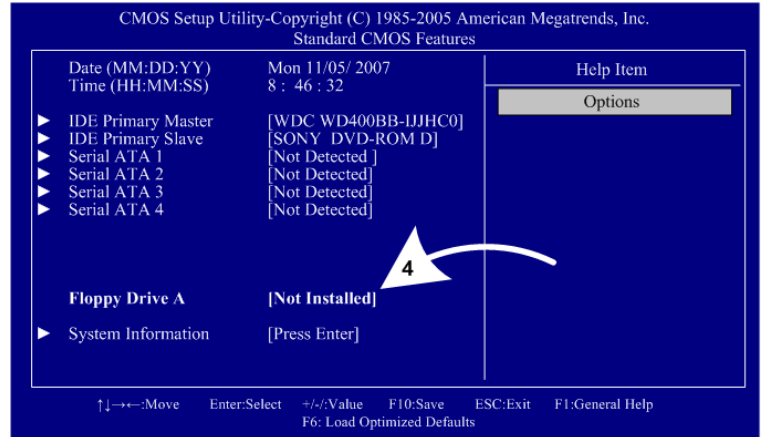 CMOS Setup Utility-Copyright (C) 1985-2005 American Megatrends, Inc.
Standard CMOS Features
Date (MM:DD:YY) Mon 11/05/ 2007
Time (HH:MM:SS) 8 : 46 : 32
Help Item
Options
► IDE Primary Master [WDC WD400BB-IJJHC0]
► IDE Primary Slave [SONY DVD-ROM D]
► Serial ATA 1 [Not Detected ]
► Serial ATA 2 [Not Detected]
► Serial ATA 3 [Not Detected]
► Serial ATA 4 [Not Detected]
4
Floppy Drive A [Not Installed]
► System Information [Press Enter]
↑↓→←:Move Enter:Select +/-/:Value F10:Save ESC:Exit F1:General Help
F6: Load Optimized Defaults